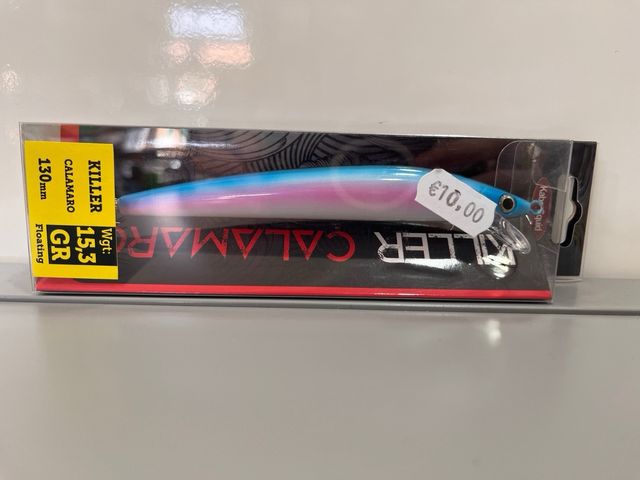 KILLER
CALAMARO
130mm
Wgt:
15,3
GR
Floating
€10,00
KILLER CALAMARO